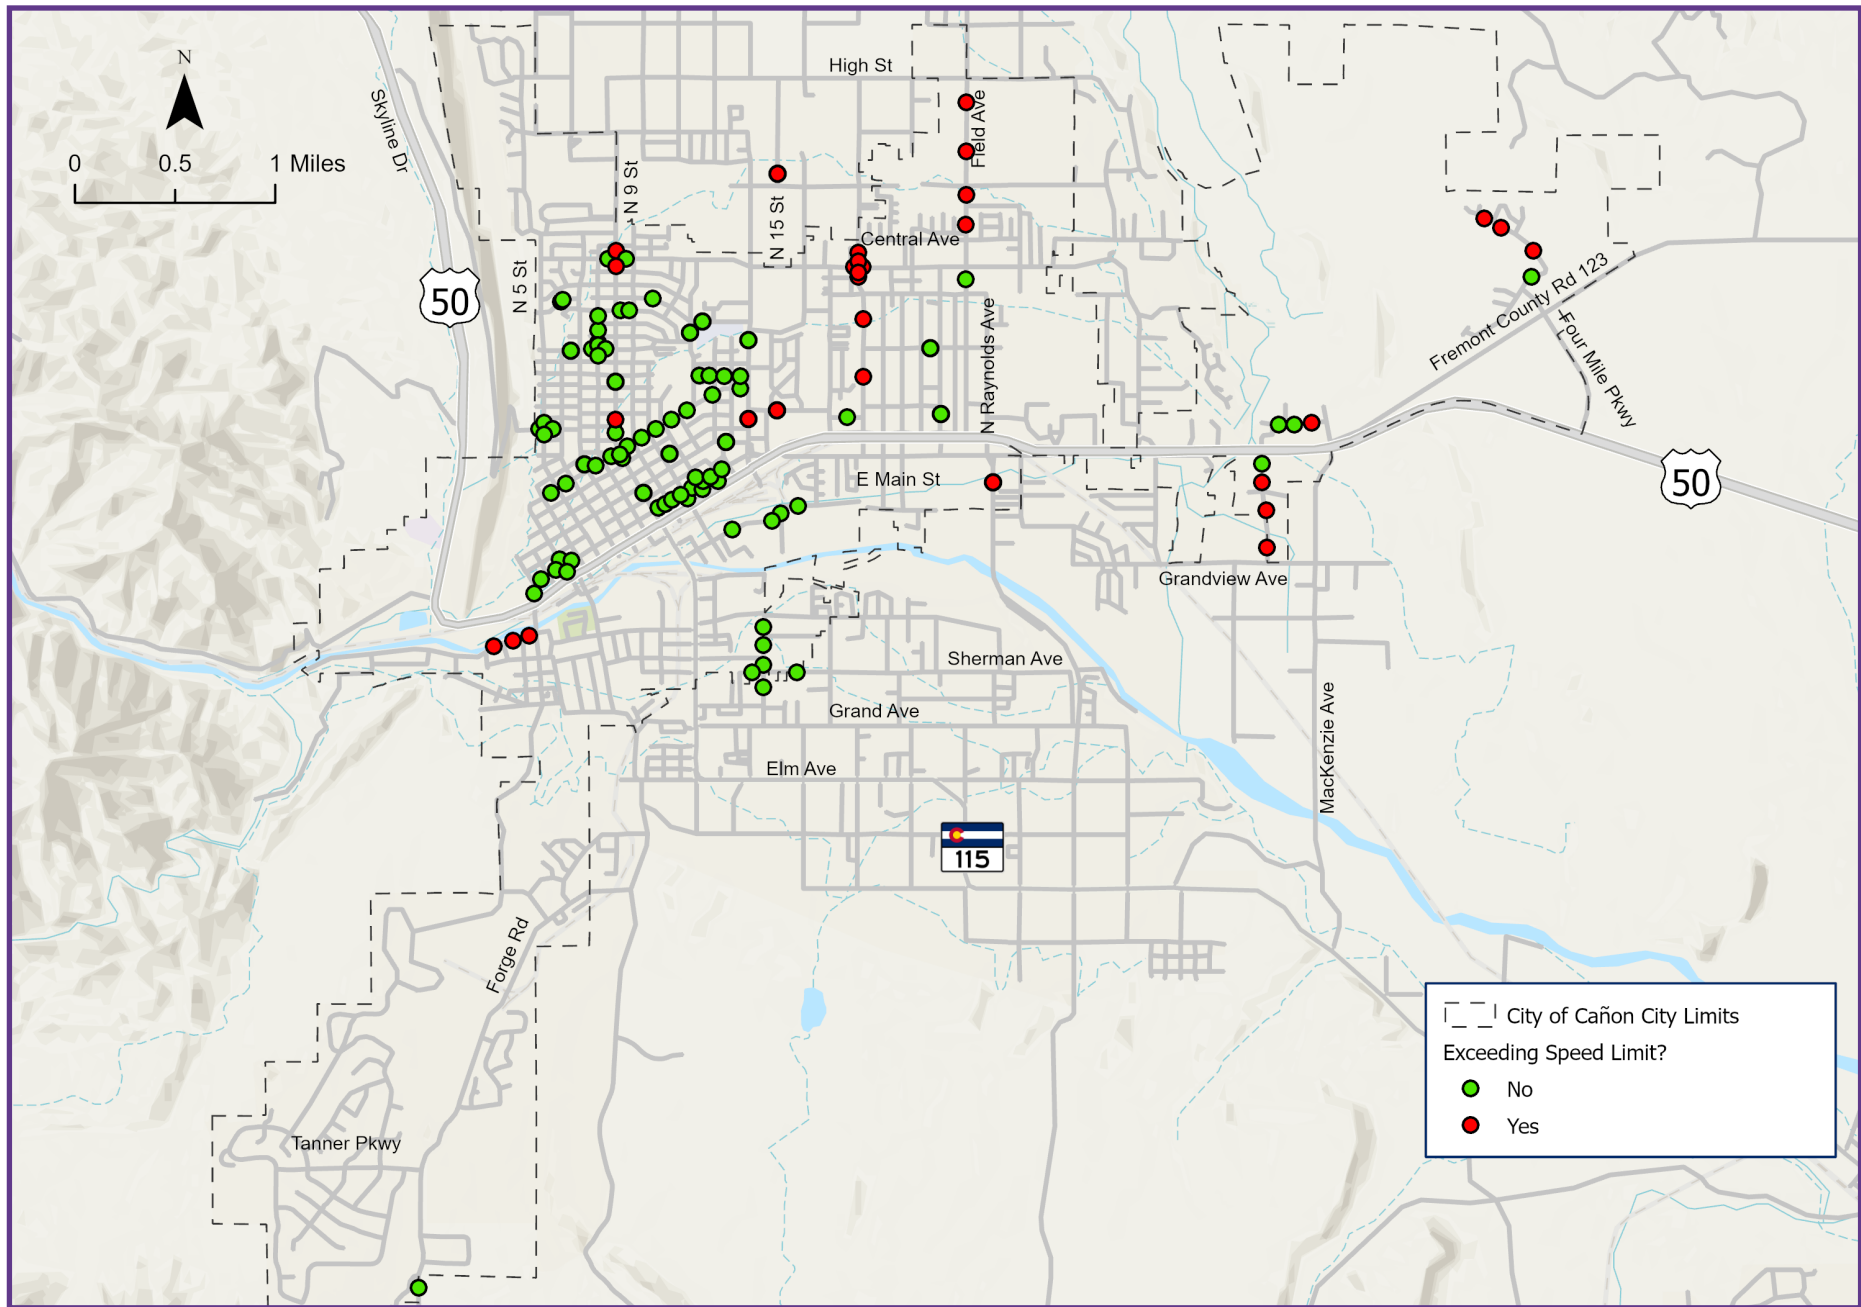 High St
N
Skyline Dr
Field Ave
0 0.5 1 Miles
N 9 St
N 15 St
Central Ave
N 5 St
50
Fremont County Rd 123
N Raynolds Ave
Four Mile Pkwy
E Main St
50
Grandview Ave
Sherman Ave
Grand Ave
MacKenzie Ave
Elm Ave
115
Forge Rd
City of Cañon City Limits
Exceeding Speed Limit?
No
Yes
Tanner Pkwy